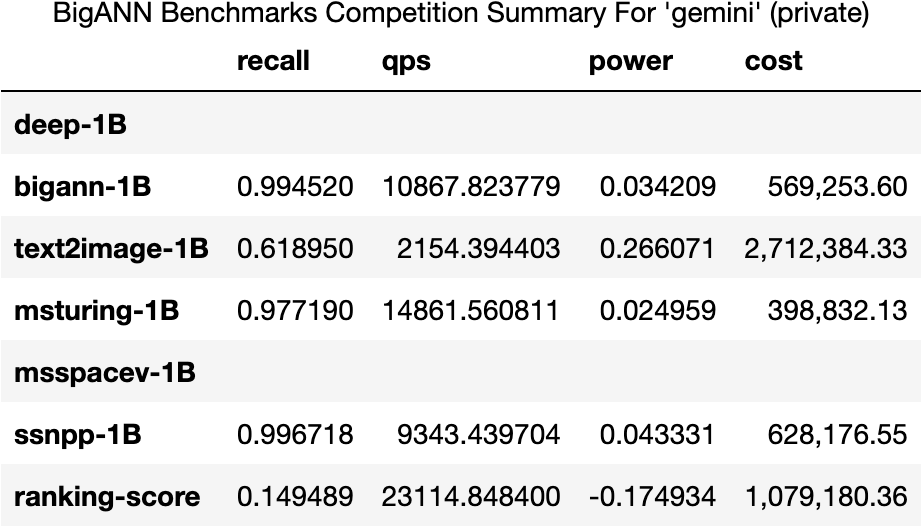 BigANN Benchmarks Competition Summary For 'gemini' (private)
recall qps power cost
deep-1B
bigann-1B 0.994520 10867.823779 0.034209 569,253.60
text2image-1B 0.618950 2154.394403 0.266071 2,712,384.33
msturing-1B 0.977190 14861.560811 0.024959 398,832.13
msspacev-1B
ssnpp-1B 0.996718 9343.439704 0.043331 628,176.55
ranking-score 0.149489 23114.848400 -0.174934 1,079,180.36